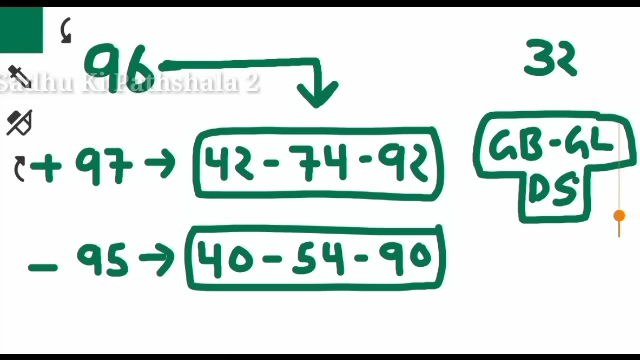 96
32
Sadhu Ki Pathshala 2
+ 97 → 42-74-92
GB-GL
DS
- 95 → 40-54-90